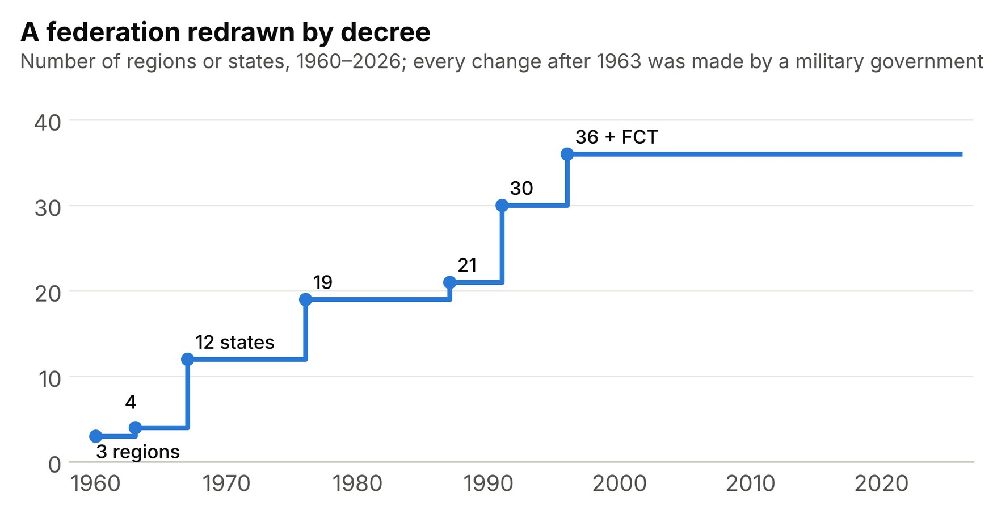 A federation redrawn by decree
Number of regions or states, 1960–2026; every change after 1963 was made by a military government
40
36 + FCT
30
30
21
20
19
12 states
10
4
3 regions
0
1960 1970 1980 1990 2000 2010 2020